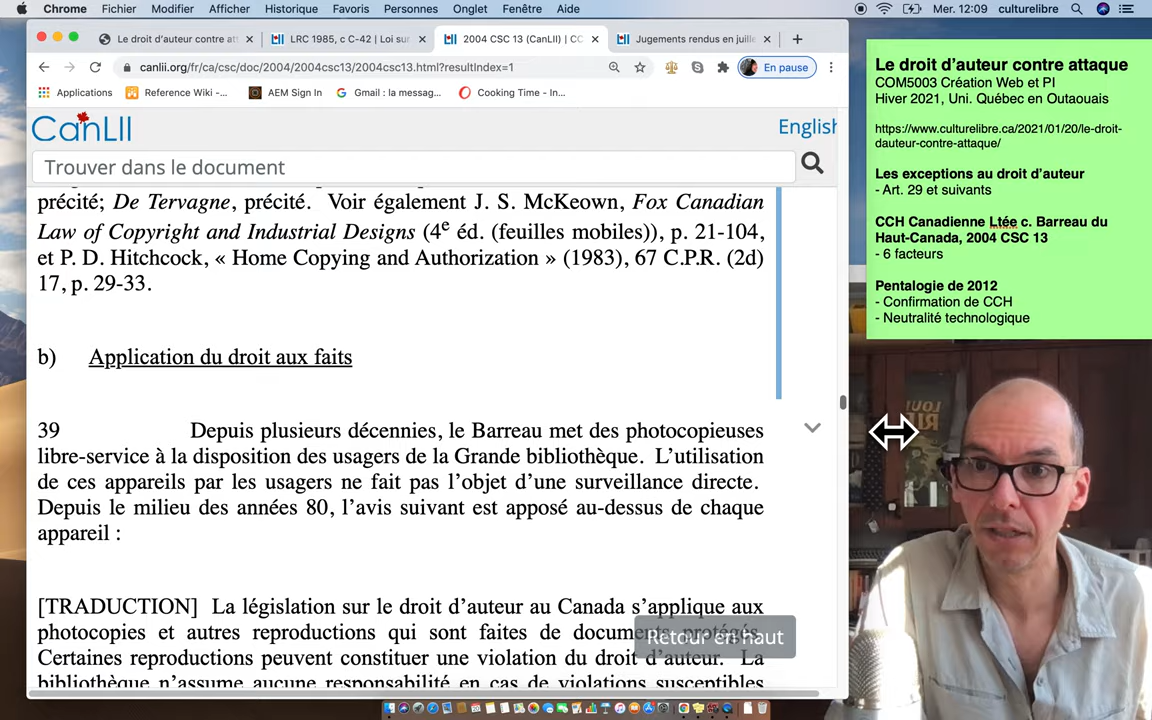 Chrome Fichier Modifier Afficher Historique Favoris Personnes Onglet Fenêtre Aide Mer. 12:09 culturelibre
Le droit d'auteur contre at
LRC 1985, c C-42 | Loi sur
2004 CSC 13 (CanLII) | CC
Jugements rendus en juille
canlii.org/fr/ca/csc/doc/2004/2004csc13/2004csc13.html?resultIndex=1
En pause
Applications Reference Wiki -... AEM Sign In Gmail : la messag... Cooking Time - In...
CanLII
English
Trouver dans le document
précité; De Tervagne, précité. Voir également J. S. McKeown, Fox Canadian
Law of Copyright and Industrial Designs (4e éd. (feuilles mobiles)), p. 21-104,
et P. D. Hitchcock, « Home Copying and Authorization » (1983), 67 C.P.R. (2d)
17, p. 29-33.
b) Application du droit aux faits
39 Depuis plusieurs décennies, le Barreau met des photocopieuses
libre-service à la disposition des usagers de la Grande bibliothèque. L'utilisation
de ces appareils par les usagers ne fait pas l'objet d'une surveillance directe.
Depuis le milieu des années 80, l'avis suivant est apposé au-dessus de chaque
appareil :
[TRADUCTION] La législation sur le droit d'auteur au Canada s'applique aux
photocopies et autres reproductions qui sont faites de documents protégés.
Retour en haut
Certaines reproductions peuvent constituer une violation du droit d'auteur. La
bibliothèque n'assume aucune responsabilité en cas de violations susceptibles
Le droit d'auteur contre attaque
COM5003 Création Web et PI
Hiver 2021, Uni. Québec en Outaouais
https://www.culturelibre.ca/2021/01/20/le-droit-
dauteur-contre-attaque/
Les exceptions au droit d'auteur
- Art. 29 et suivants
CCH Canadienne Ltée c. Barreau du
Haut-Canada, 2004 CSC 13
- 6 facteurs
Pentalogie de 2012
- Confirmation de CCH
- Neutralité technologique